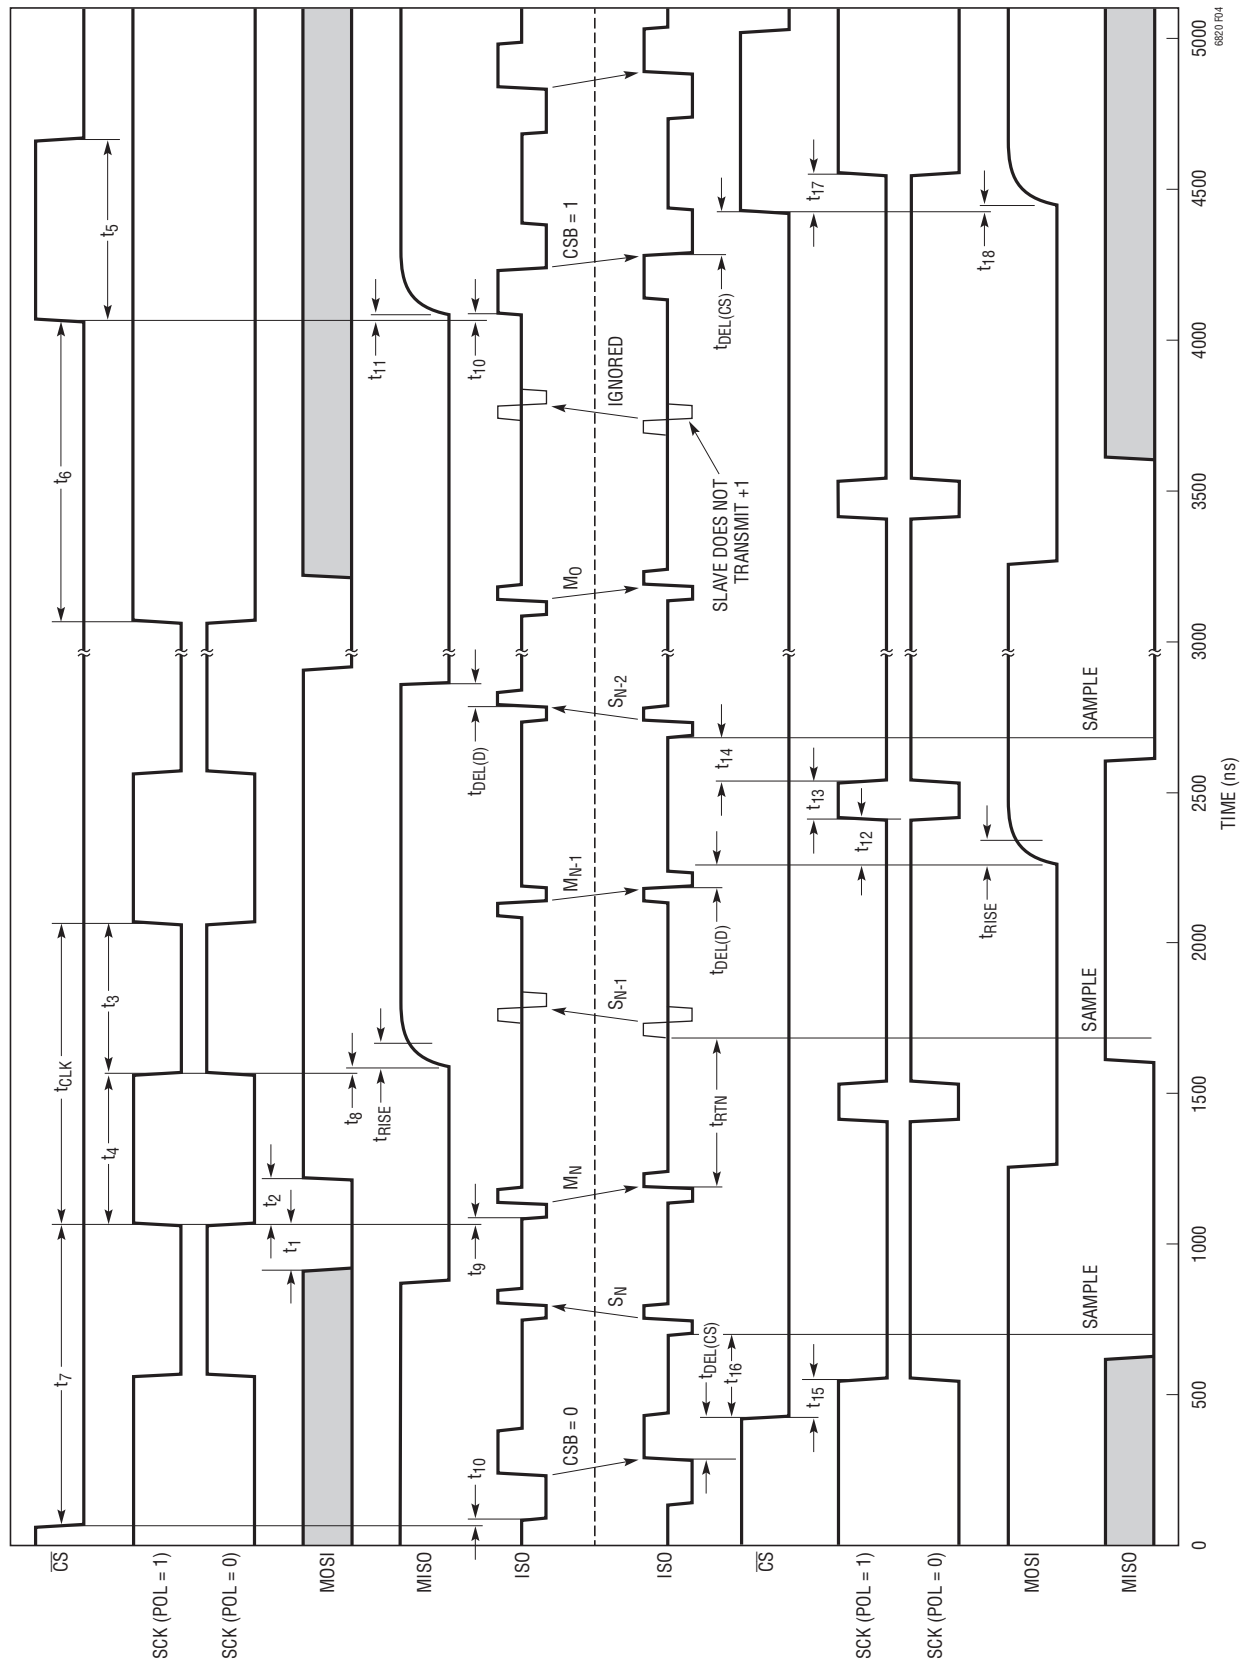 C̅S̅
t7
tCLK
t6
t4
t3
t5
SCK (POL = 1)
SCK (POL = 0)
t1
t2
MOSI
t8
tRISE
t11
MISO
t10
t9
tDEL(D)
t10
ISO
CSB = 0
SN
MN
SN-1
MN-1
SN-2
MO
IGNORED
CSB = 1
ISO
tDEL(CS)
t16
tRTN
tDEL(D)
t14
SLAVE DOES NOT
TRANSMIT +1
tDEL(CS)
C̅S̅
t15
t13
t12
t17
SCK (POL = 1)
SCK (POL = 0)
tRISE
t18
MOSI
SAMPLE
SAMPLE
SAMPLE
MISO
0
500
1000
1500
2000
2500
3000
3500
4000
4500
5000
TIME (ns)
6820 F04